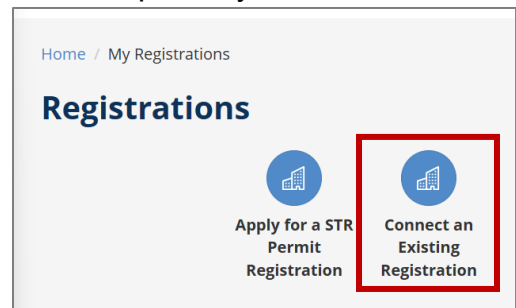 Home / My Registrations
Registrations
Apply for a STR
Permit
Registration
Connect an
Existing
Registration